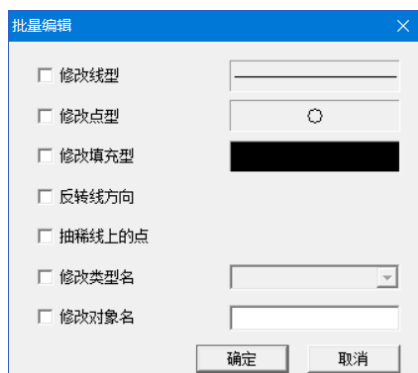 批量编辑
修改线型
修改点型
修改填充型
反转线方向
抽稀线上的点
修改类型名
修改对象名
确定 取消